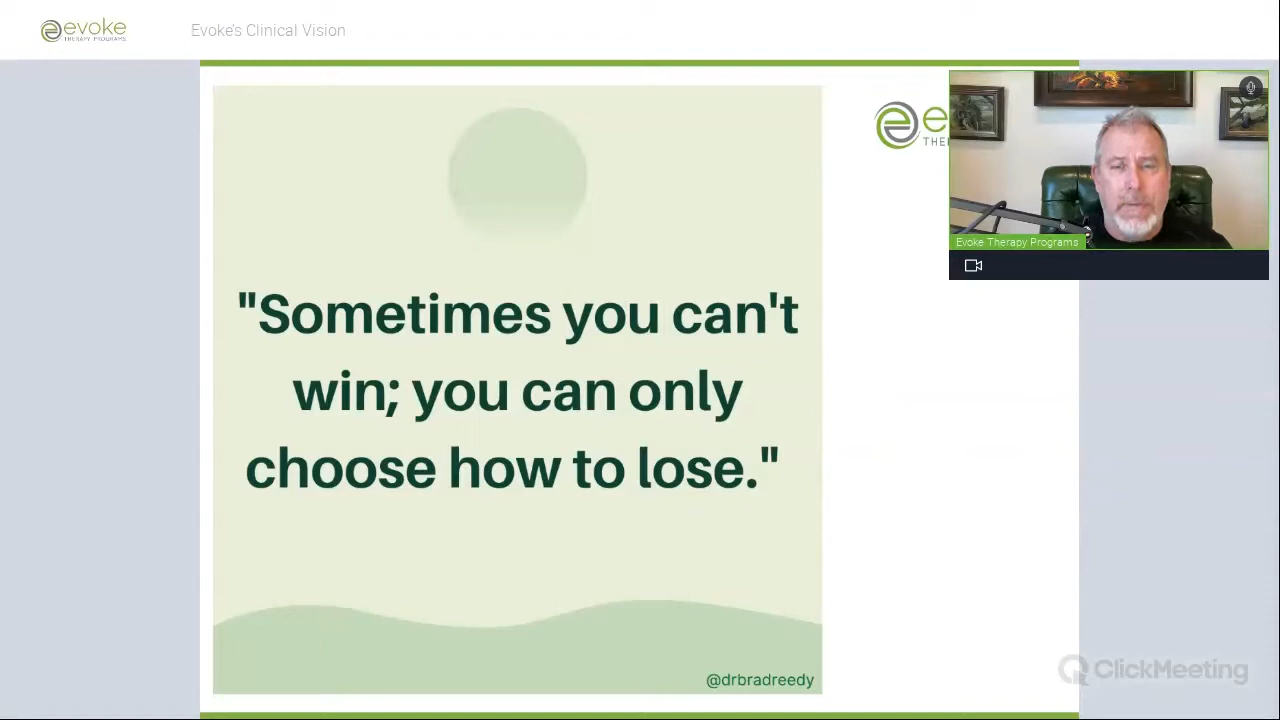 evoke
THERAPY PROGRAMS
Evoke's Clinical Vision
"Sometimes you can't
win; you can only
choose how to lose."
@drbradreedy
Evoke Therapy Programs
ClickMeeting